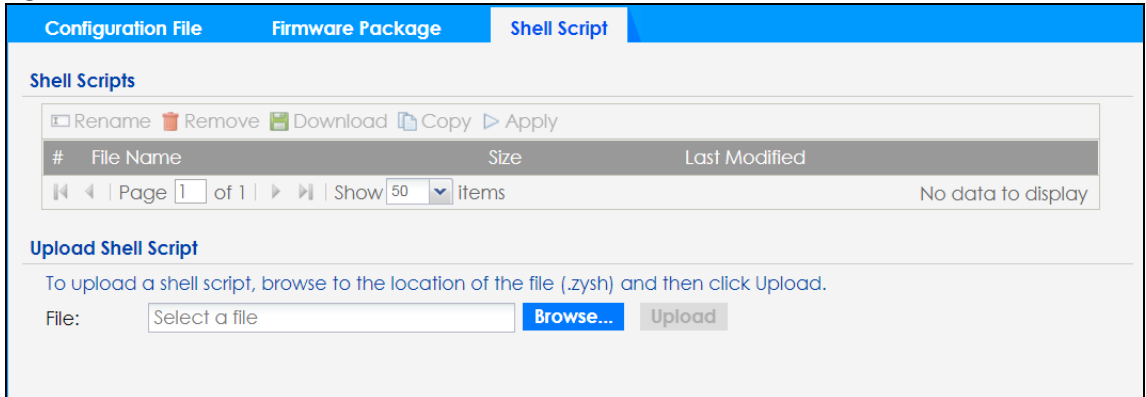 Configuration File Firmware Package Shell Script
Shell Scripts
Rename Remove Download Copy Apply
# File Name Size Last Modified
Page 1 of 1 Show 50 items No data to display
Upload Shell Script
To upload a shell script, browse to the location of the file (.zysh) and then click Upload.
File: Select a file Browse... Upload